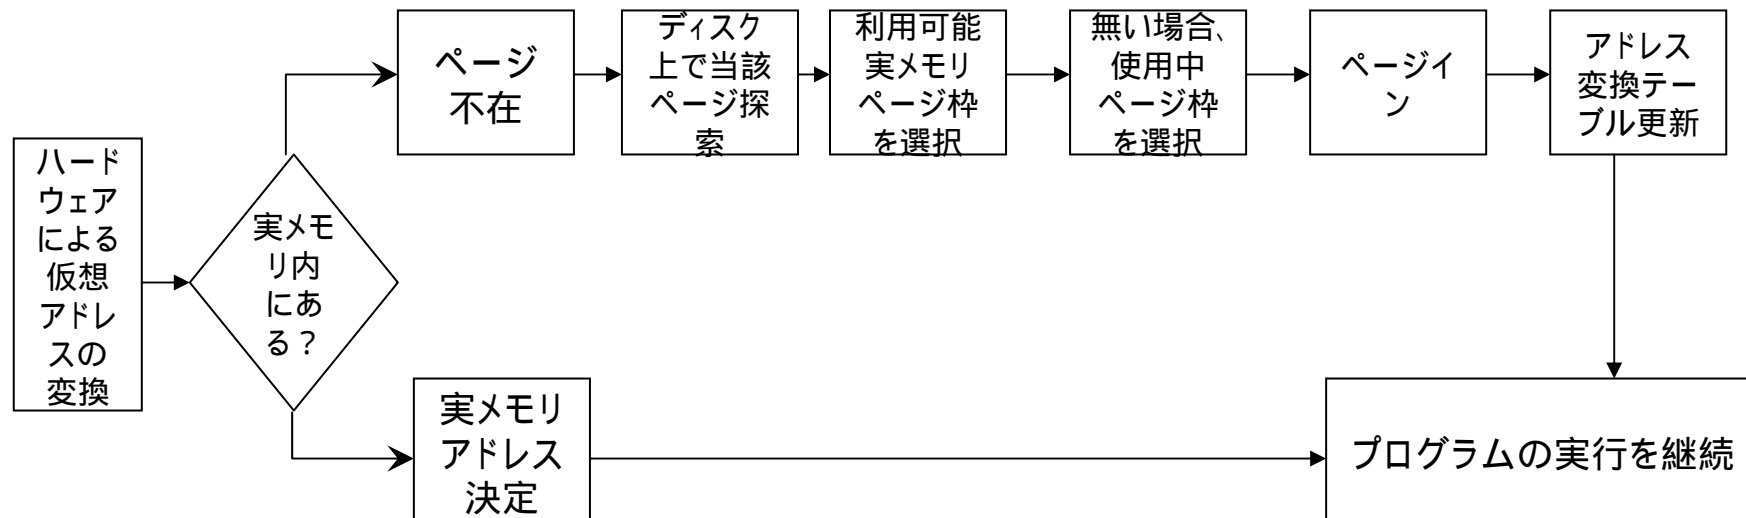 ページ
不在
ディスク
上で当該
ページ探
索
利用可能
実メモリ
ページ枠
を選択
無い場合、
使用中
ページ枠
を選択
ページイ
ン
アドレス
変換テー
ブル更新
ハード
ウェア
による
仮想
アドレ
スの
変換
実メモ
リ内
にあ
る？
実メモリ
アドレス
決定
プログラムの実行を継続